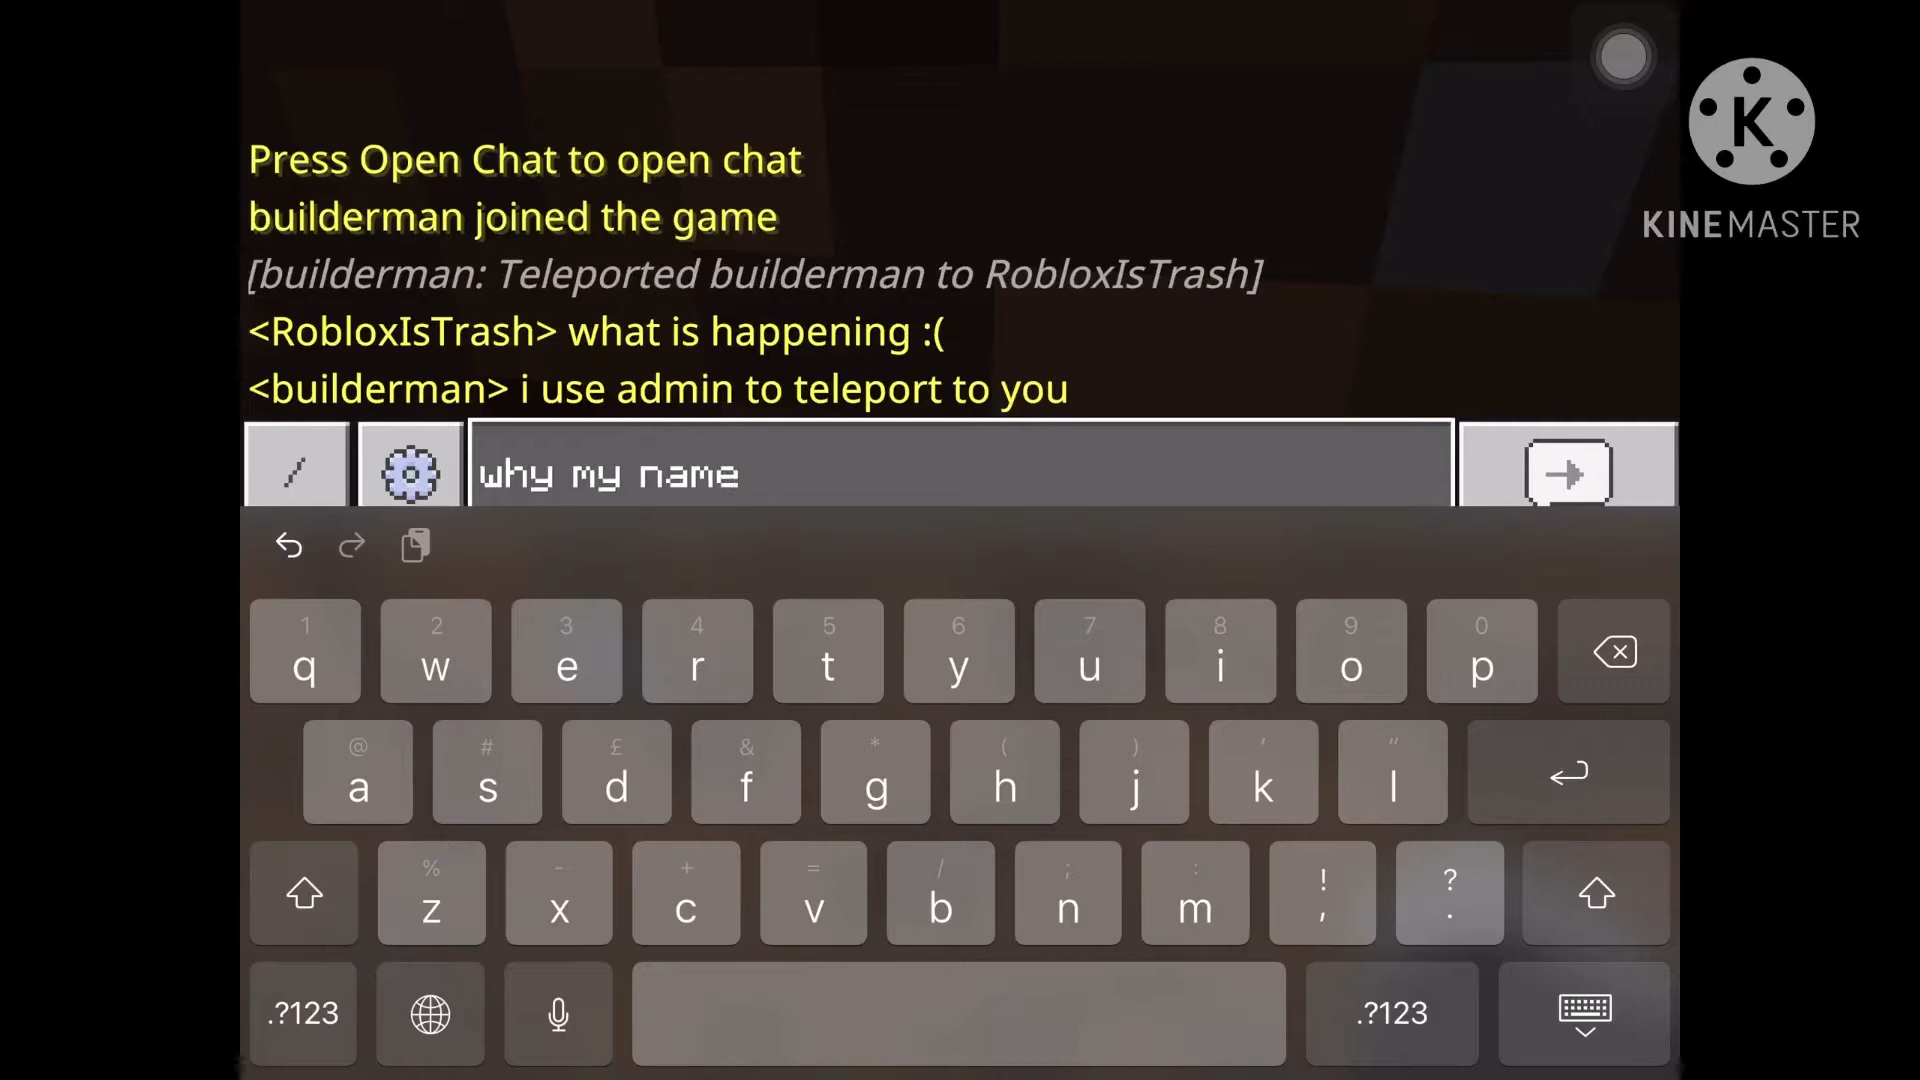 Press Open Chat to open chat
builderman joined the game
[builderman: Teleported builderman to RobloxIsTrash]
<RobloxIsTrash> what is happening :(
<builderman> i use admin to teleport to you
/ why my name
K
KINEMASTER
1 2 3 4 5 6 7 8 9 0
q w e r t y u i o p
@ # £ & * ( ) ' "
a s d f g h j k l
% - + = / ; : ! ?
z x c v b n m , .
.?123 .?123